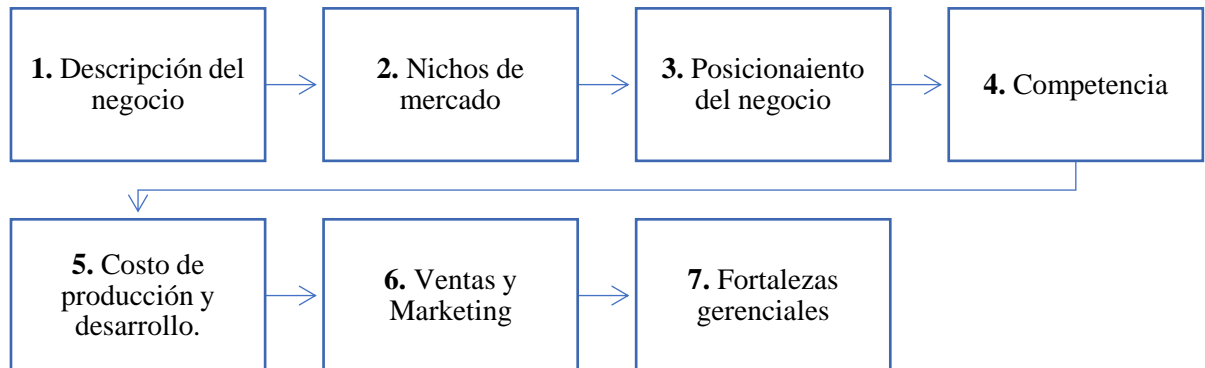 1. Descripción del
negocio
2. Nichos de
mercado
3. Posicionaiento
del negocio
4. Competencia
5. Costo de
producción y
desarrollo.
6. Ventas y
Marketing
7. Fortalezas
gerenciales